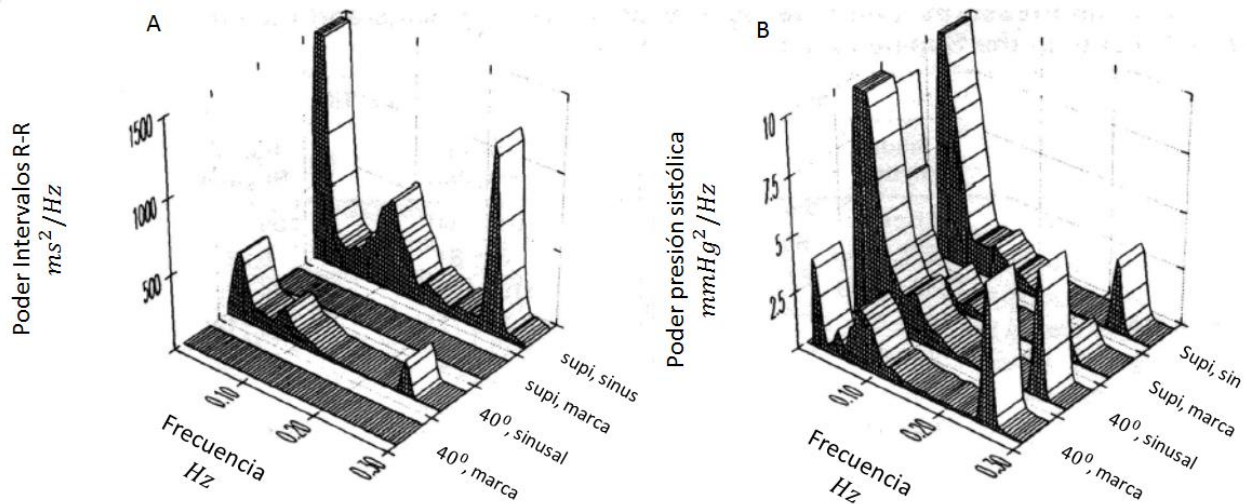 A
Poder Intervalos R-R
ms²/Hz
1500
1000
500
0.10
0.20
0.30
Frecuencia
Hz
supi, sinus
supi, marca
40⁰, sinusal
40⁰, marca
B
Poder presión sistólica
mmHg²/Hz
10
7.5
5
2.5
0.10
0.20
0.30
Frecuencia
Hz
Supi, sin
Supi, marca
40⁰, sinusal
40⁰, marca